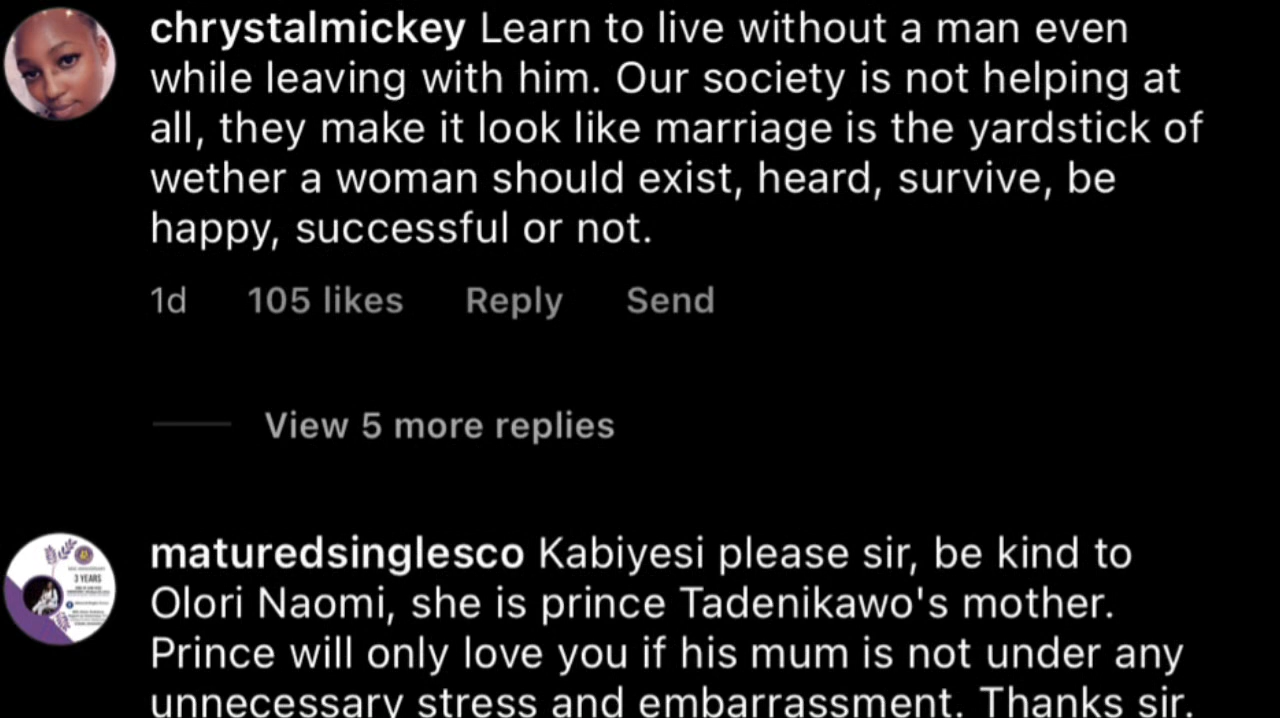 chrystalmickey Learn to live without a man even
while leaving with him. Our society is not helping at
all, they make it look like marriage is the yardstick of
wether a woman should exist, heard, survive, be
happy, successful or not.
1d 105 likes Reply Send
View 5 more replies
3 YEARS
maturedsinglesco Kabiyesi please sir, be kind to
Olori Naomi, she is prince Tadenikawo's mother.
Prince will only love you if his mum is not under any
unnecessary stress and embarrassment. Thanks sir.